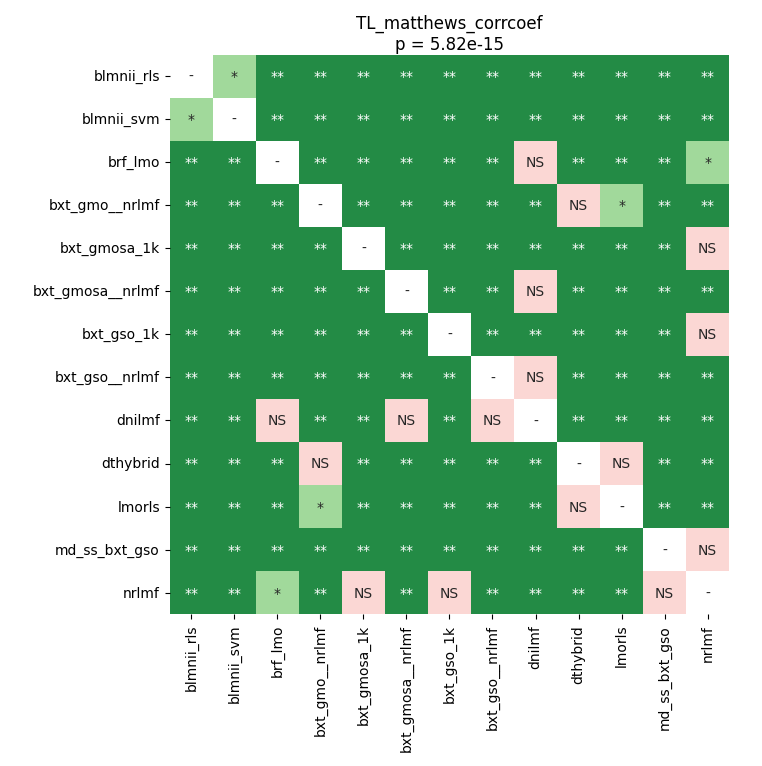 TL_matthews_corrcoef
p = 5.82e-15
blmnii_rls - * ** ** ** ** ** ** ** ** ** ** **
blmnii_svm * - ** ** ** ** ** ** ** ** ** ** **
brf_lmo ** ** - ** ** ** ** ** NS ** ** ** *
bxt_gmo__nrlmf ** ** ** - ** ** ** ** ** NS * ** **
bxt_gmosa_1k ** ** ** ** - ** ** ** ** ** ** ** NS
bxt_gmosa__nrlmf ** ** ** ** ** - ** ** NS ** ** ** **
bxt_gso_1k ** ** ** ** ** ** - ** ** ** ** ** NS
bxt_gso__nrlmf ** ** ** ** ** ** ** - NS ** ** ** **
dnilmf ** ** NS ** ** NS ** NS - ** ** ** **
dthybrid ** ** ** NS ** ** ** ** ** - NS ** **
lmorls ** ** ** * ** ** ** ** ** NS - ** **
md_ss_bxt_gso ** ** ** ** ** ** ** ** ** ** ** - NS
nrlmf ** ** * ** NS ** NS ** ** ** ** NS -
blmnii_rls
blmnii_svm
brf_lmo
bxt_gmo__nrlmf
bxt_gmosa_1k
bxt_gmosa__nrlmf
bxt_gso_1k
bxt_gso__nrlmf
dnilmf
dthybrid
lmorls
md_ss_bxt_gso
nrlmf